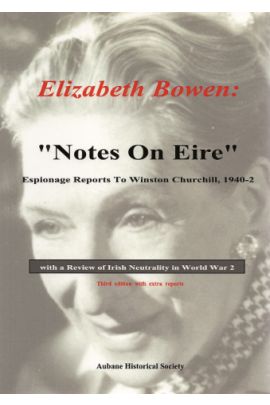 Elizabeth Bowen:
"Notes On Eire"
Espionage Reports To Winston Churchill, 1940-2
with a Review of Irish Neutrality in World War 2
Third edition with extra reports
Aubane Historical Society